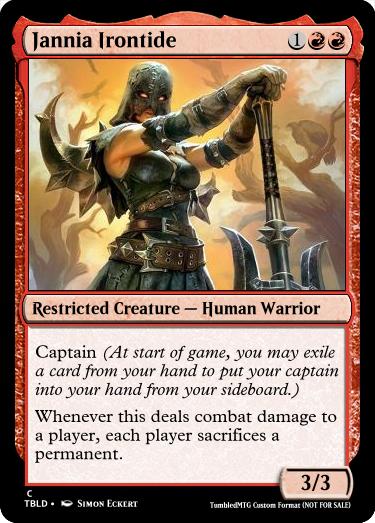 Jannia Irontide 1
Restricted Creature — Human Warrior
Captain (At start of game, you may exile
a card from your hand to put your captain
into your hand from your sideboard.)
Whenever this deals combat damage to
a player, each player sacrifices a
permanent.
3/3
C
TBLD • Simon Eckert
TumbledMTG Custom Format (NOT FOR SALE)